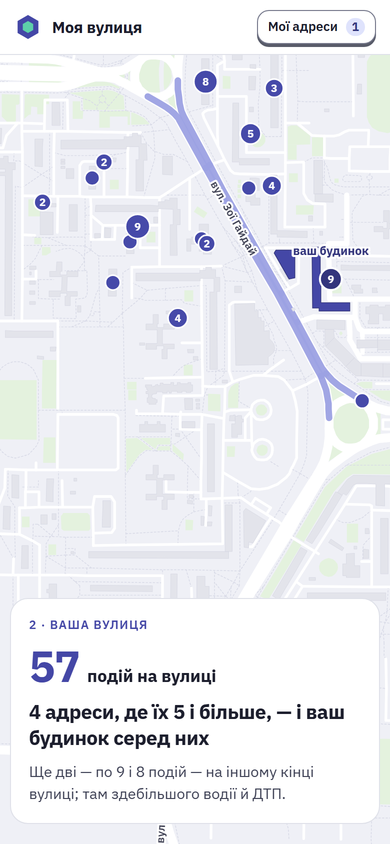 Моя вулиця
Мої адреси 1
8
3
5
2
2
4
9
2
вул. Зої Гайдай
ваш будинок
9
4
2 · ВАША ВУЛИЦЯ
57 подій на вулиці
4 адреси, де їх 5 і більше, — і ваш
будинок серед них
Ще дві — по 9 і 8 подій — на іншому кінці
вулиці; там здебільшого водії й ДТП.
вул